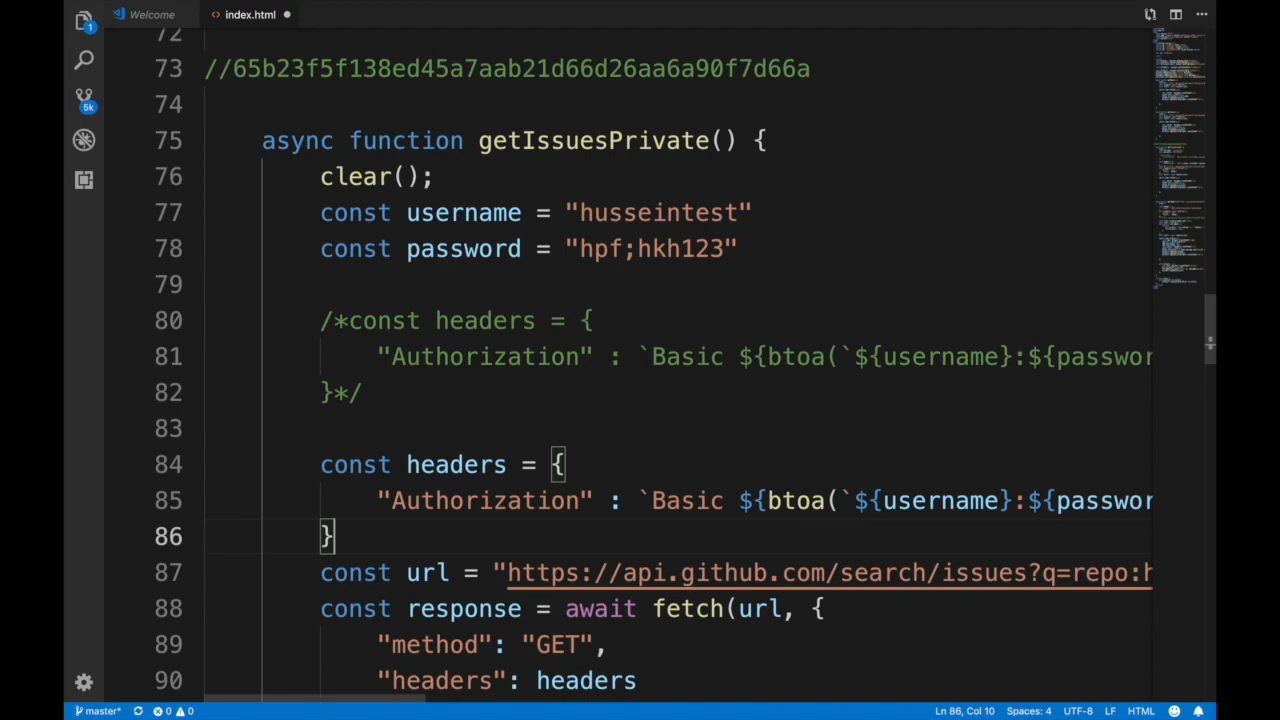 Welcome
index.html
1
5k
72
73 //65b23f5f138ed45a7aab21d66d26aa6a90f7d66a
74
75 async function getIssuesPrivate() {
76 clear();
77 const username = "husseintest"
78 const password = "hpf;hkh123"
79
80 /*const headers = {
81 "Authorization" : `Basic ${btoa(`${username}:${passwor
82 }*/
83
84 const headers = {
85 "Authorization" : `Basic ${btoa(`${username}:${passwor
86 }
87 const url = "https://api.github.com/search/issues?q=repo:h
88 const response = await fetch(url, {
89 "method": "GET",
90 "headers": headers
master* 0 0 Ln 86, Col 10 Spaces: 4 UTF-8 LF HTML